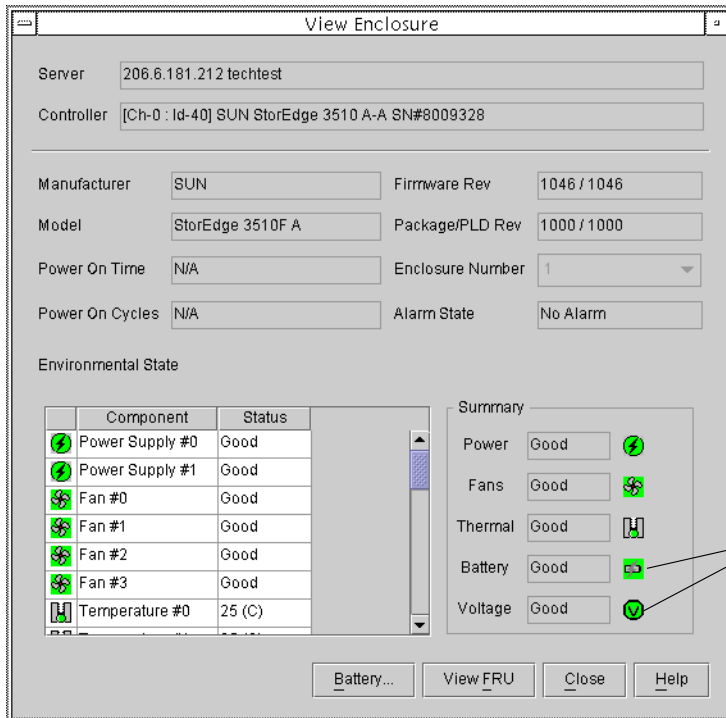 View Enclosure
Server 206.6.181.212 techtest
Controller [Ch-0 : Id-40] SUN StorEdge 3510 A-A SN#8009328
Manufacturer SUN Firmware Rev 1046 / 1046
Model StorEdge 3510F A Package/PLD Rev 1000 / 1000
Power On Time N/A Enclosure Number 1
Power On Cycles N/A Alarm State No Alarm
Environmental State
Component Status
Power Supply #0 Good
Power Supply #1 Good
Fan #0 Good
Fan #1 Good
Fan #2 Good
Fan #3 Good
Temperature #0 25 (C)
Summary
Power Good
Fans Good
Thermal Good
Battery Good
Voltage Good V
Battery... View FRU Close Help